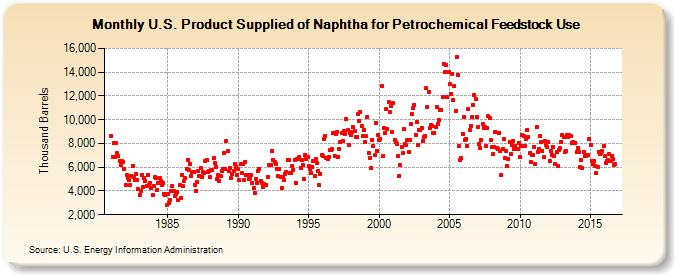 Monthly U.S. Product Supplied of Naphtha for Petrochemical Feedstock Use
Thousand Barrels
16,000
14,000
12,000
10,000
8,000
6,000
4,000
2,000
1985 1990 1995 2000 2005 2010 2015
Source: U.S. Energy Information Administration